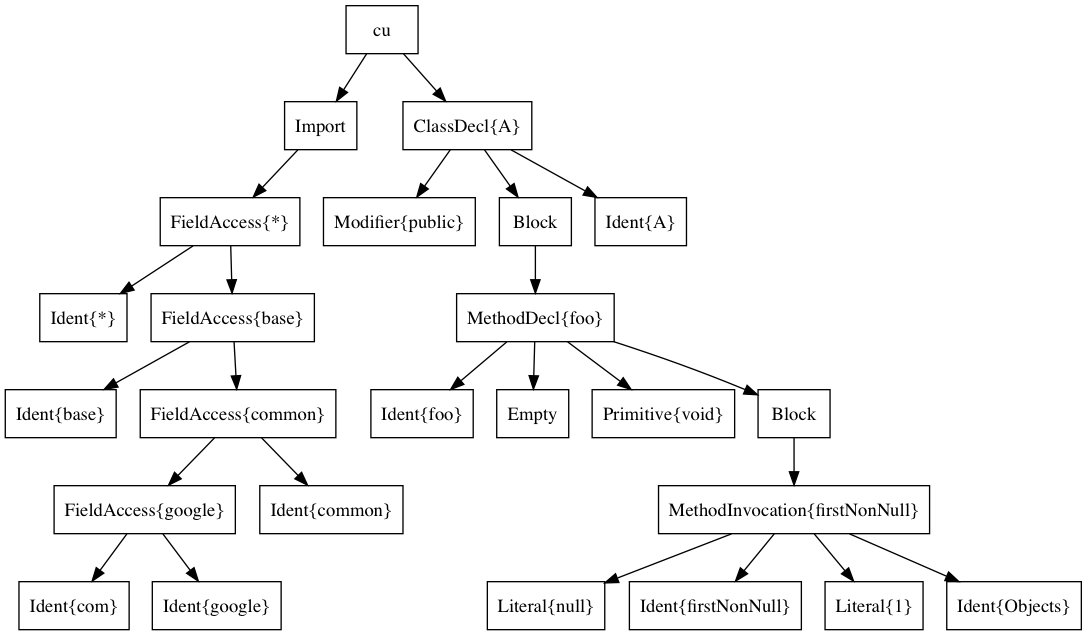 cu
Import
ClassDecl{A}
FieldAccess{*}
Modifier{public}
Block
Ident{A}
Ident{*}
FieldAccess{base}
MethodDecl{foo}
Ident{base}
FieldAccess{common}
Ident{foo}
Empty
Primitive{void}
Block
FieldAccess{google}
Ident{common}
MethodInvocation{firstNonNull}
Ident{com}
Ident{google}
Literal{null}
Ident{firstNonNull}
Literal{1}
Ident{Objects}